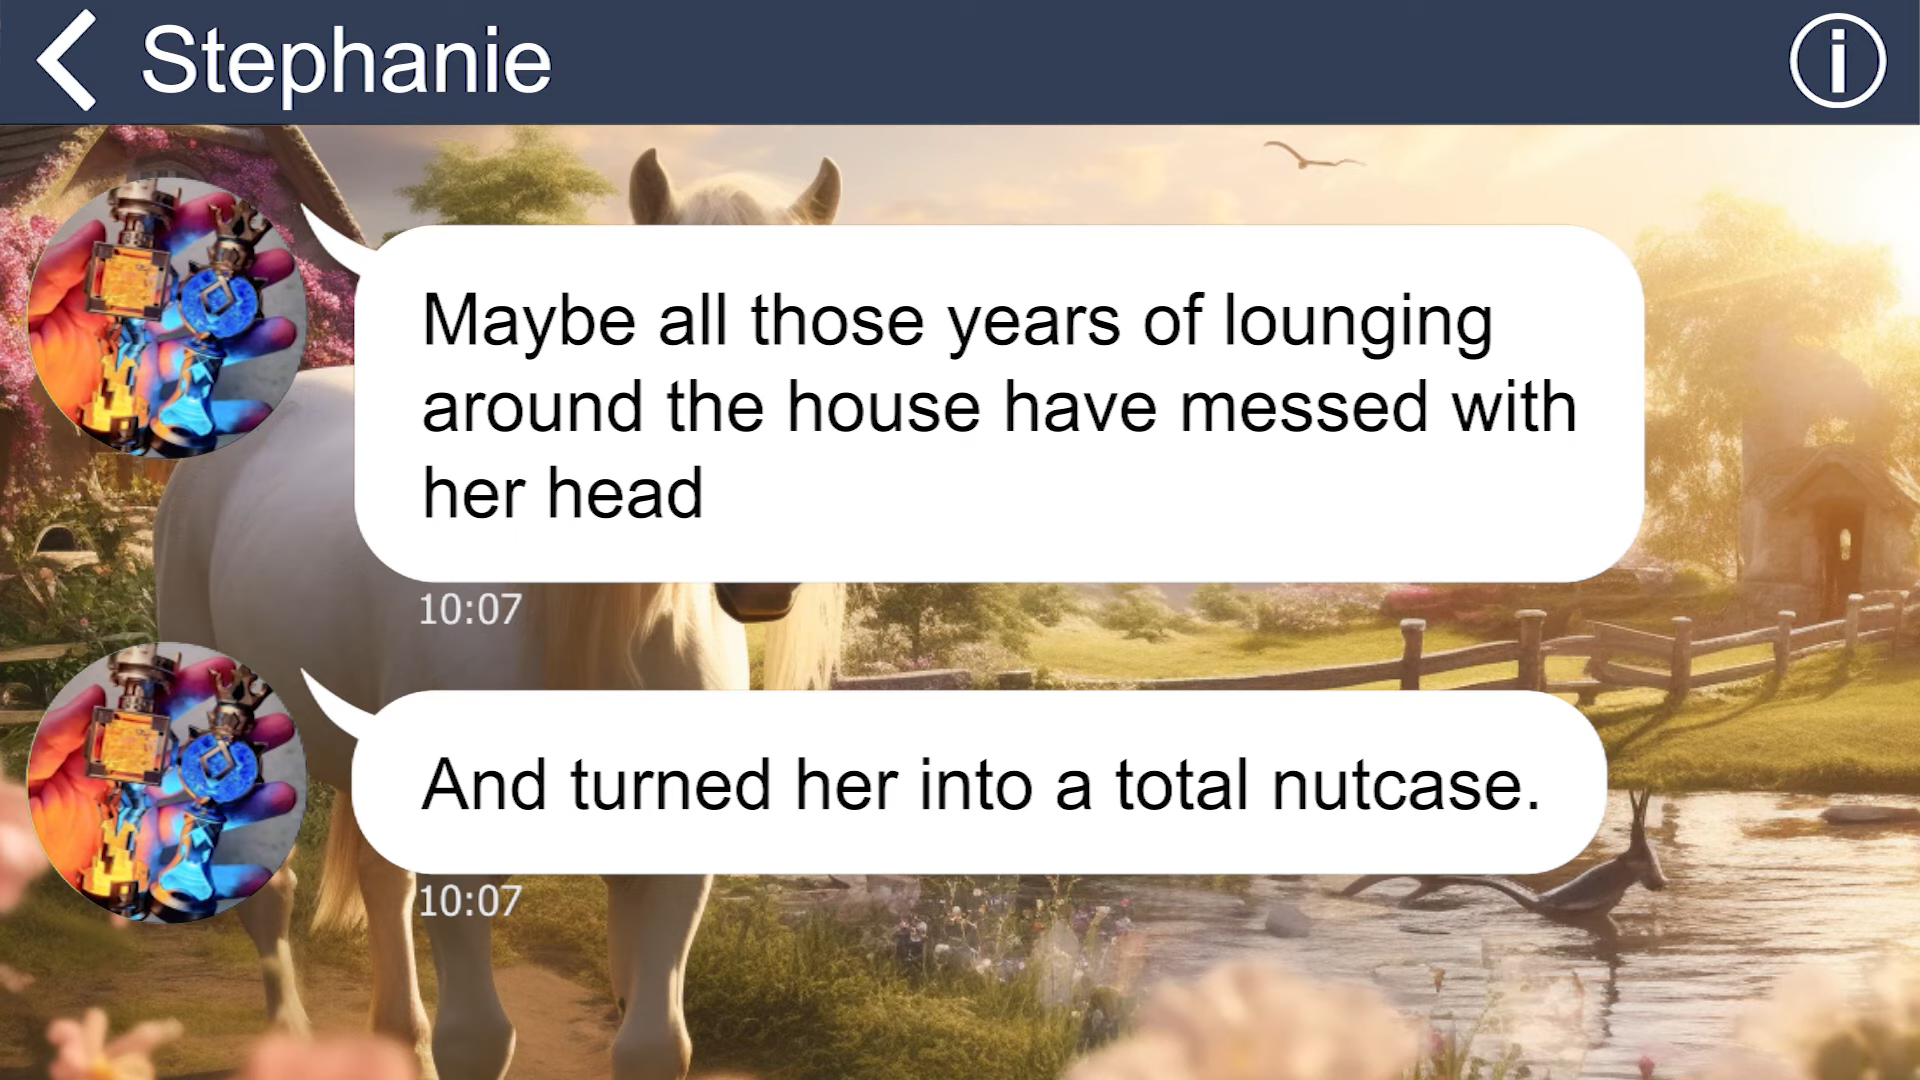 Stephanie
Maybe all those years of lounging
around the house have messed with
her head
10:07
And turned her into a total nutcase.
10:07